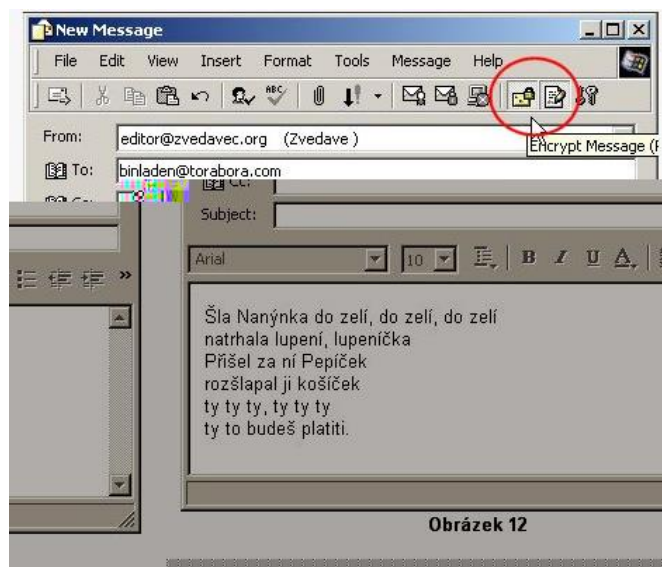 New Message
File Edit View Insert Format Tools Message Help
From: editor@zvedavec.org (Zvedave )
Encrypt Message (
To: binladen@torabora.com
Subject:
Arial 10 B I U A
Šla Nanýnka do zelí, do zelí, do zelí
natrhala lupení, lupeníčka
Přišel za ní Pepíček
rozšlapal ji košíček
ty ty ty, ty ty ty
ty to budeš platiti.
Obrázek 12